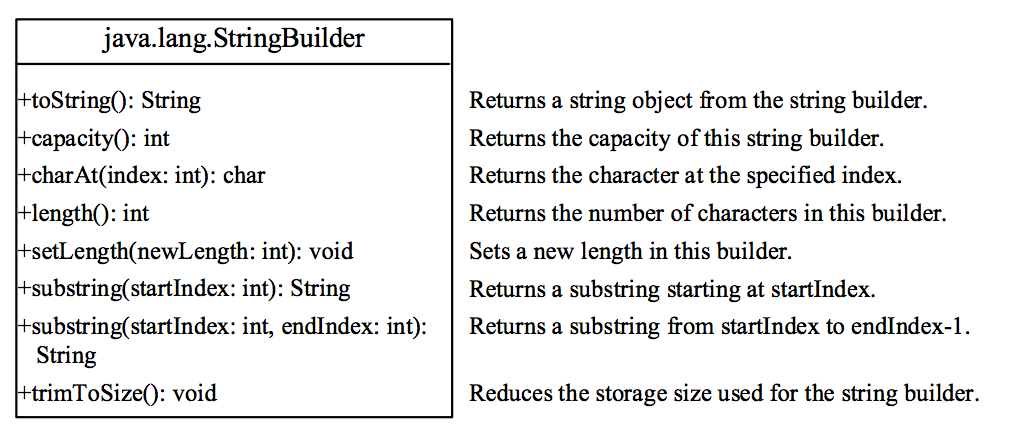 java.lang.StringBuilder
+toString(): String Returns a string object from the string builder.
+capacity(): int Returns the capacity of this string builder.
+charAt(index: int): char Returns the character at the specified index.
+length(): int Returns the number of characters in this builder.
+setLength(newLength: int): void Sets a new length in this builder.
+substring(startIndex: int): String Returns a substring starting at startIndex.
+substring(startIndex: int, endIndex: int): Returns a substring from startIndex to endIndex-1.
String
+trimToSize(): void Reduces the storage size used for the string builder.